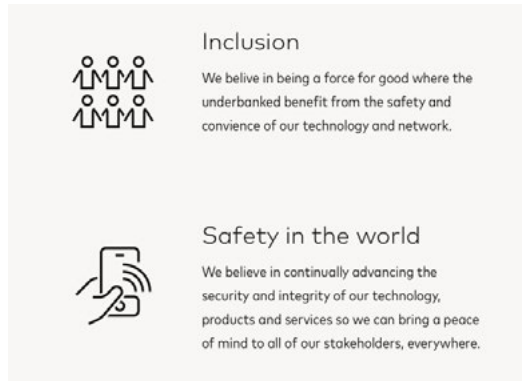 Inclusion
We belive in being a force for good where the
underbanked benefit from the safety and
convience of our technology and network.
Safety in the world
We believe in continually advancing the
security and integrity of our technology,
products and services so we can bring a peace
of mind to all of our stakeholders, everywhere.